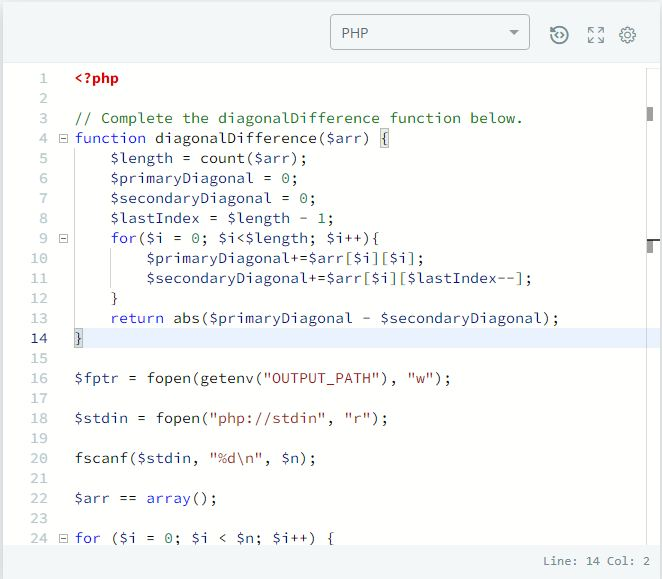 PHP
1 <?php
2
3 // Complete the diagonalDifference function below.
4 function diagonalDifference($arr) {
5     $length = count($arr);
6     $primaryDiagonal = 0;
7     $secondaryDiagonal = 0;
8     $lastIndex = $length - 1;
9     for($i = 0; $i<$length; $i++){
10         $primaryDiagonal+=$arr[$i][$i];
11         $secondaryDiagonal+=$arr[$i][$lastIndex--];
12     }
13     return abs($primaryDiagonal - $secondaryDiagonal);
14 }
15
16 $fptr = fopen(getenv("OUTPUT_PATH"), "w");
17
18 $stdin = fopen("php://stdin", "r");
19
20 fscanf($stdin, "%d\n", $n);
21
22 $arr == array();
23
24 for ($i = 0; $i < $n; $i++) {
Line: 14 Col: 2